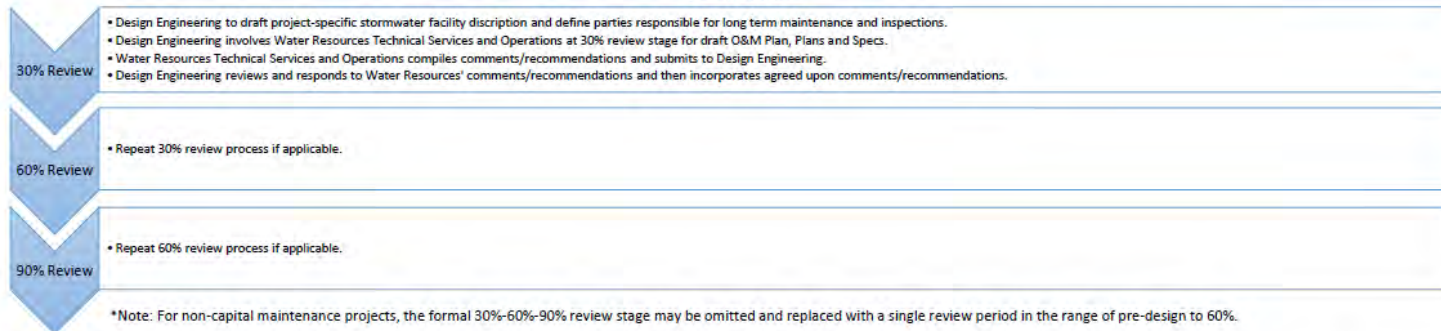 30% Review
• Design Engineering to draft project-specific stormwater facility discription and define parties responsible for long term maintenance and inspections.
• Design Engineering involves Water Resources Technical Services and Operations at 30% review stage for draft O&M Plan, Plans and Specs.
• Water Resources Technical Services and Operations compiles comments/recommendations and submits to Design Engineering.
• Design Engineering reviews and responds to Water Resources' comments/recommendations and then incorporates agreed upon comments/recommendations.
60% Review
• Repeat 30% review process if applicable.
90% Review
• Repeat 60% review process if applicable.
*Note: For non-capital maintenance projects, the formal 30%-60%-90% review stage may be omitted and replaced with a single review period in the range of pre-design to 60%.